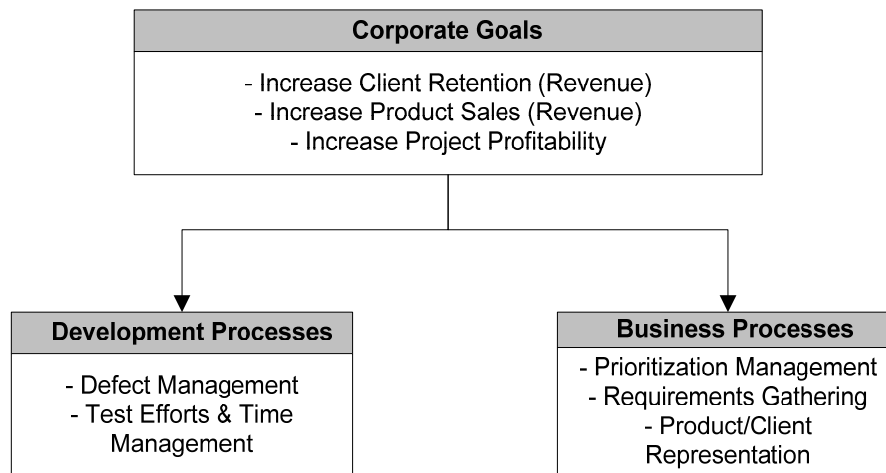 Corporate Goals
- Increase Client Retention (Revenue)
- Increase Product Sales (Revenue)
- Increase Project Profitability
Development Processes
- Defect Management
- Test Efforts & Time
Management
Business Processes
- Prioritization Management
- Requirements Gathering
- Product/Client
Representation